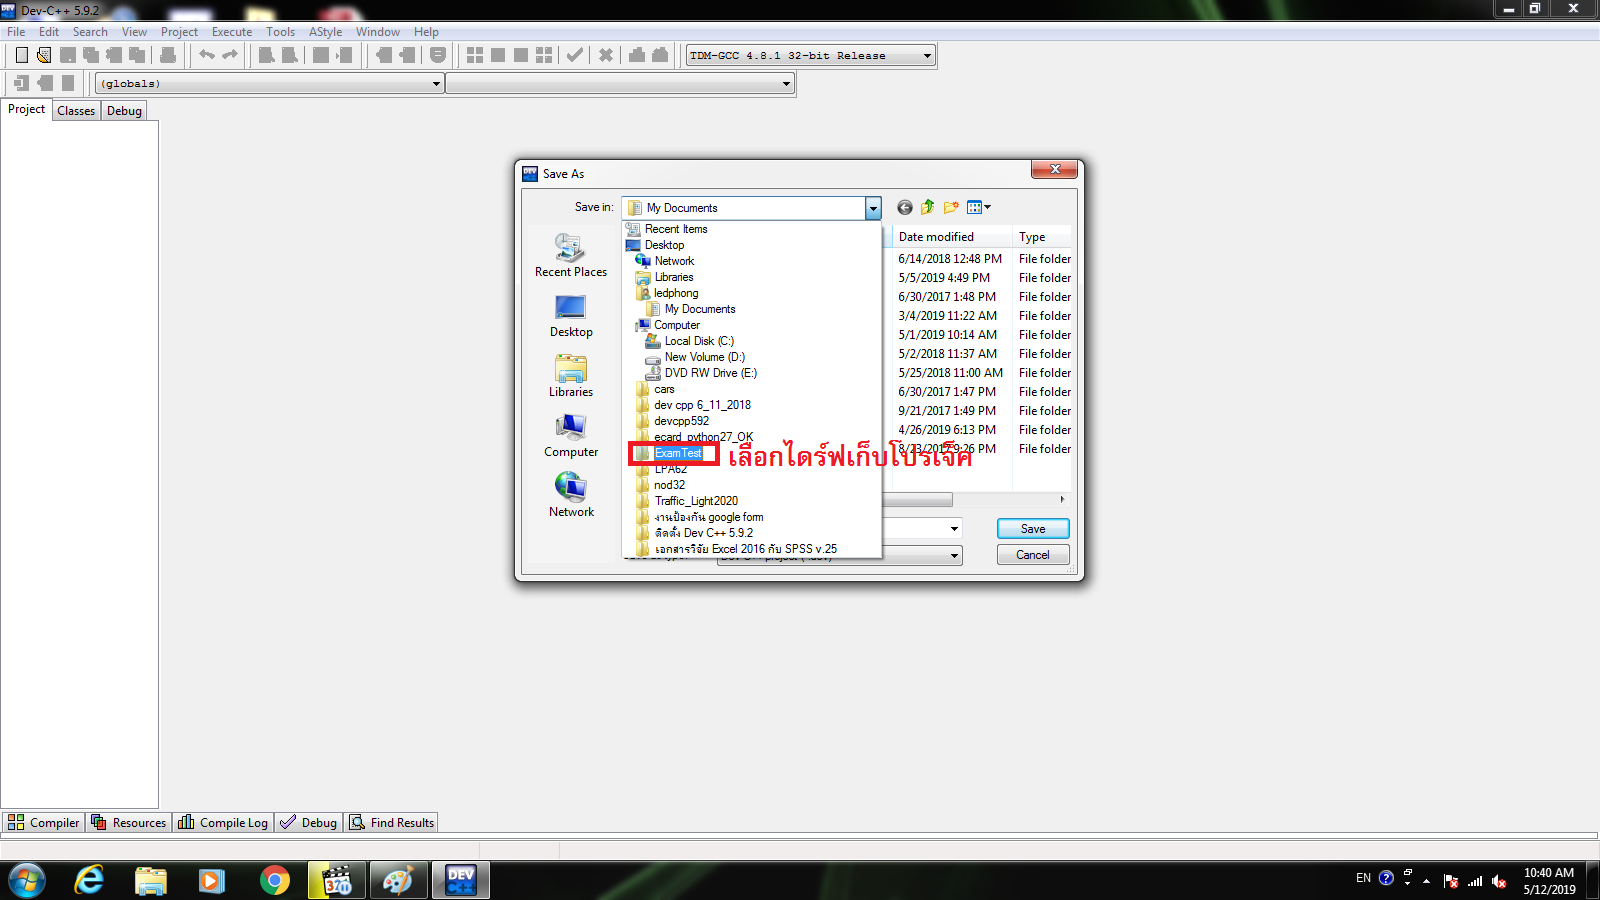 Dev-C++ 5.9.2
File Edit Search View Project Execute Tools AStyle Window Help
TDM-GCC 4.8.1 32-bit Release
(globals)
Project Classes Debug
Save As
Save in: My Documents
Recent Items
Desktop
Network
Libraries
ledphong
My Documents
Computer
Local Disk (C:)
New Volume (D:)
DVD RW Drive (E:)
cars
dev cpp 6_11_2018
devcpp592
ecard_python27_OK
ExamTest
เลือกไดร์ฟเก็บโปรเจ็ค
LPA62
nod32
Traffic_Light2020
งานป้องกัน google form
ติดตั้ง Dev C++ 5.9.2
เอกสารวิจัย Excel 2016 กับ SPSS v.25
Recent Places
Desktop
Libraries
Computer
Network
Date modified Type
6/14/2018 12:48 PM File folder
5/5/2019 4:49 PM File folder
6/30/2017 1:48 PM File folder
3/4/2019 11:22 AM File folder
5/1/2019 10:14 AM File folder
5/2/2018 11:37 AM File folder
5/25/2018 11:00 AM File folder
6/30/2017 1:47 PM File folder
9/21/2017 1:49 PM File folder
4/26/2019 6:13 PM File folder
8/23/2017 9:26 PM File folder
Save
Cancel
Compiler Resources Compile Log Debug Find Results
321
DEV C++
EN
10:40 AM
5/12/2019